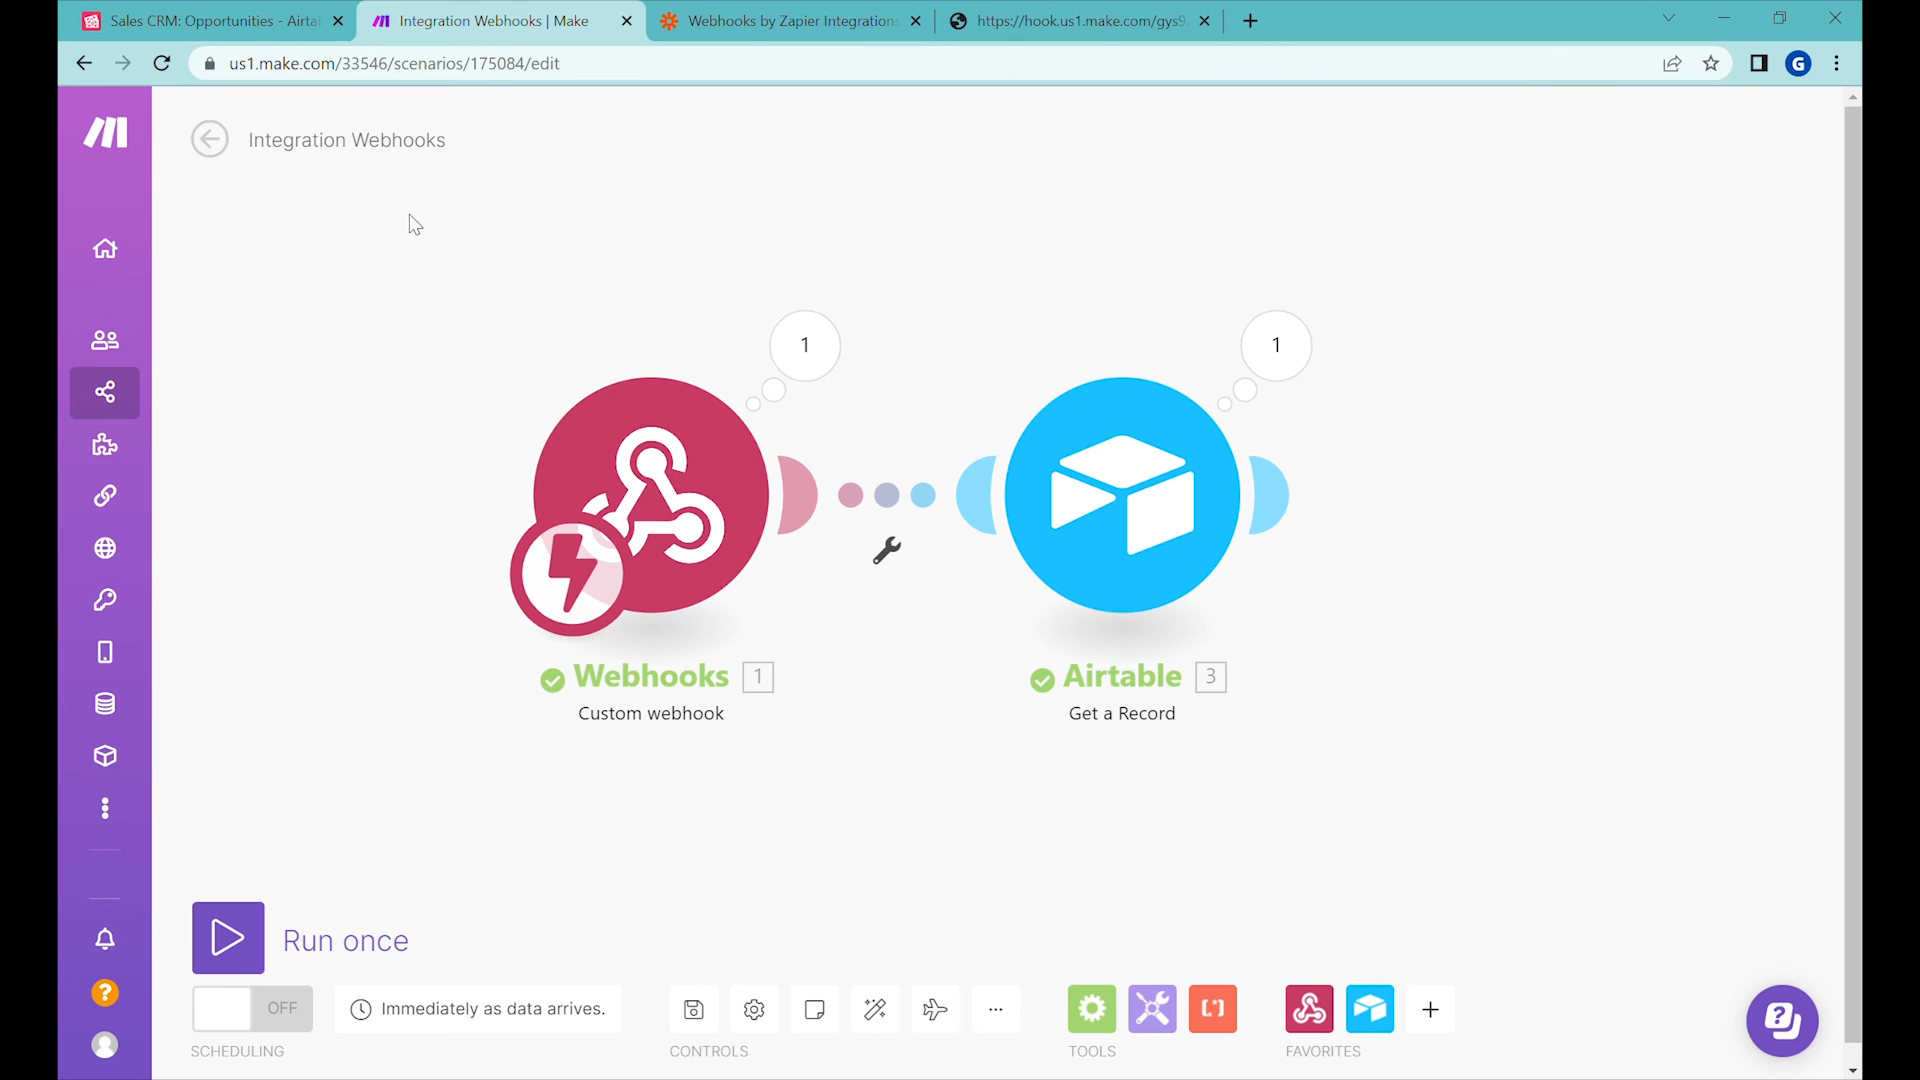 Sales CRM: Opportunities - Airta
Integration Webhooks | Make
Webhooks by Zapier Integrations
https://hook.us1.make.com/gys9
us1.make.com/33546/scenarios/175084/edit
G
Integration Webhooks
1
1
Webhooks 1
Custom webhook
Airtable 3
Get a Record
Run once
OFF
Immediately as data arrives.
SCHEDULING
CONTROLS
TOOLS
FAVORITES